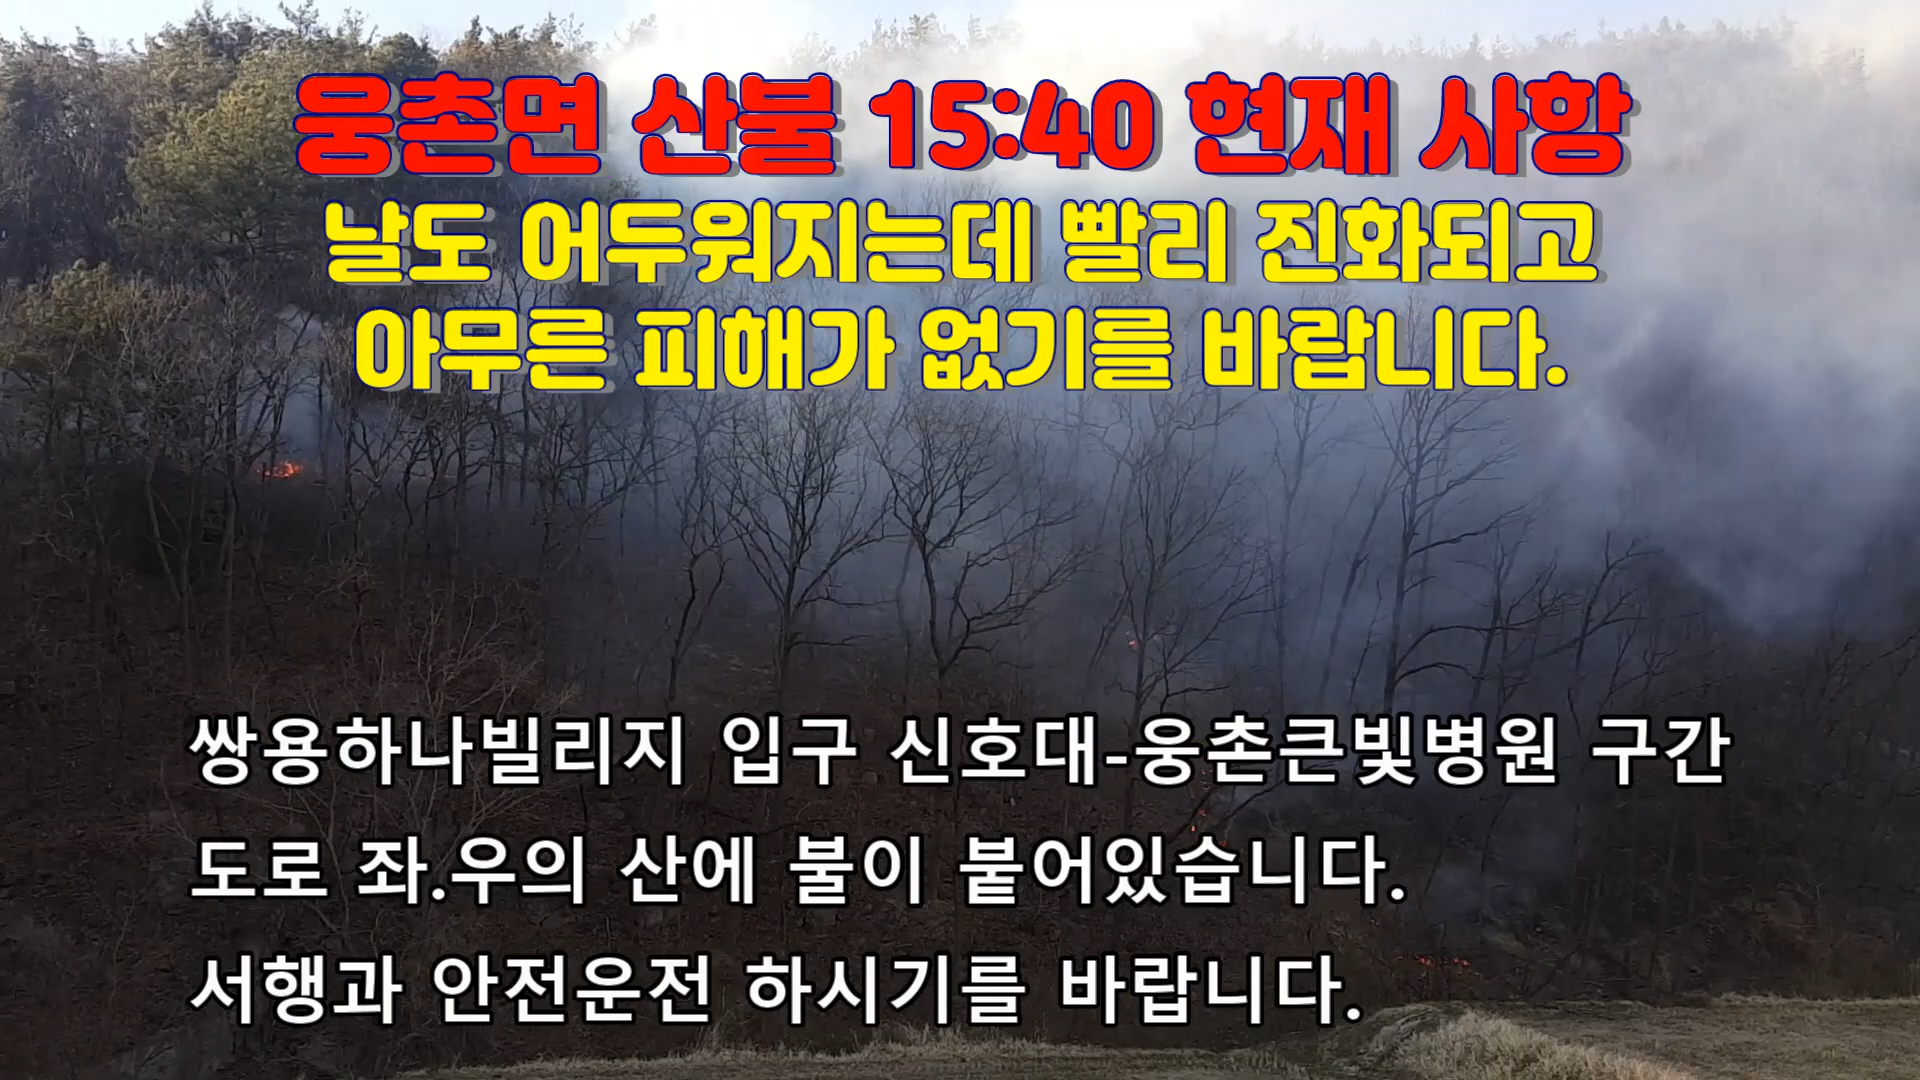 웅촌면 산불 15:40 현재 사항
날도 어두워지는데 빨리 진화되고
아무른 피해가 없기를 바랍니다.
쌍용하나빌리지 입구 신호대-웅촌큰빛병원 구간
도로 좌.우의 산에 불이 붙어있습니다.
서행과 안전운전 하시기를 바랍니다.